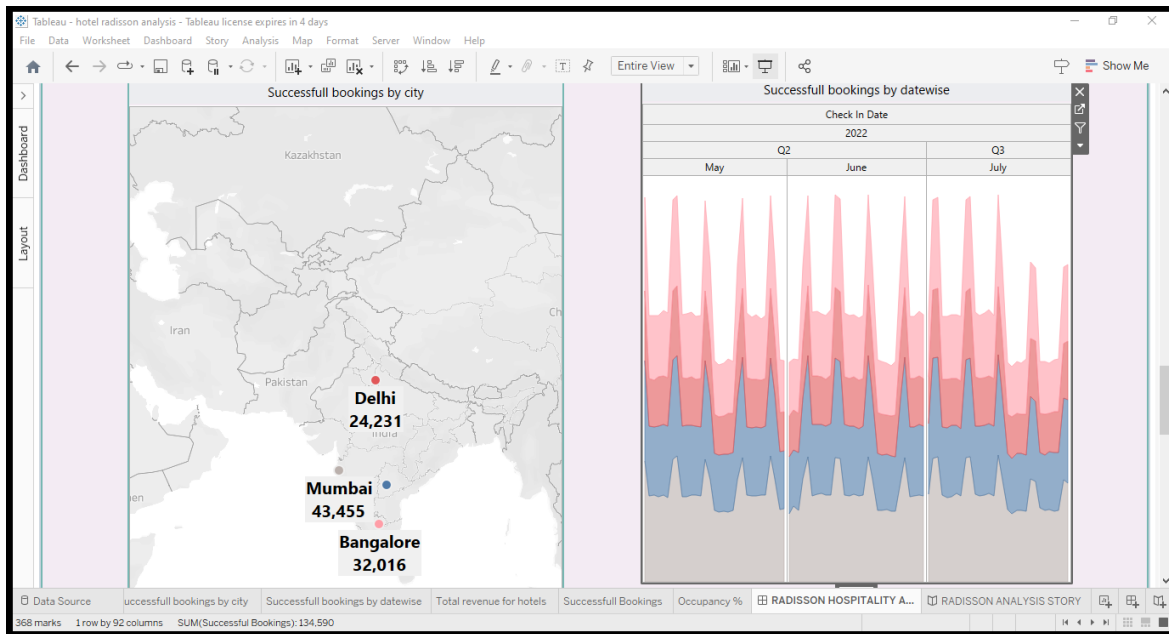 Tableau - hotel radisson analysis - Tableau license expires in 4 days
File Data Worksheet Dashboard Story Analysis Map Format Server Window Help
Entire View
Show Me
Dashboard
Layout
Successfull bookings by city
Kazakhstan
Iran
Pakistan
India
Ch
en
Delhi
24,231
Mumbai
43,455
Bangalore
32,016
Successfull bookings by datewise
Check In Date
2022
Q2 Q3
May June July
Data Source uccessfull bookings by city Successfull bookings by datewise Total revenue for hotels Successfull Bookings Occupancy % RADISSON HOSPITALITY A... RADISSON ANALYSIS STORY
368 marks 1 row by 92 columns SUM(Successful Bookings): 134,590